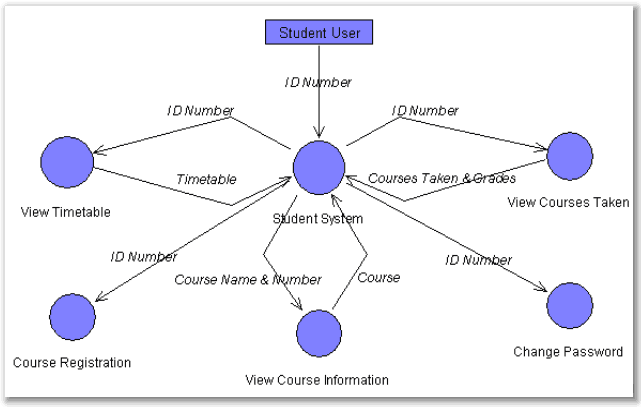 Student User
ID Number
ID Number
ID Number
Timetable
Courses Taken &Grades
View Timetable
Student System
View Courses Taken
ID Number
Course Name & Number
Course
ID Number
Course Registration
View Course Information
Change Password